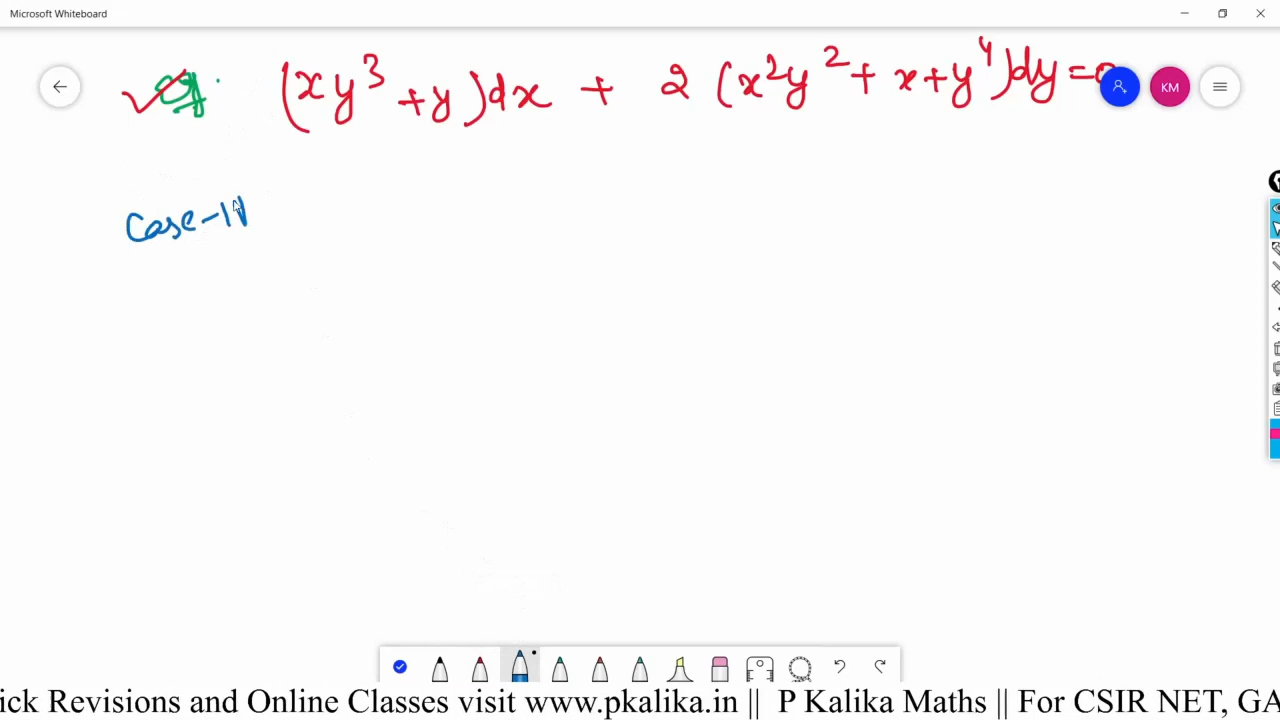 Microsoft Whiteboard
eg. (xy³ + y)dx + 2 (x²y² + x + y⁴)dy = 0
KM
Case-IV
ick Revisions and Online Classes visit www.pkalika.in || P Kalika Maths || For CSIR NET, GA